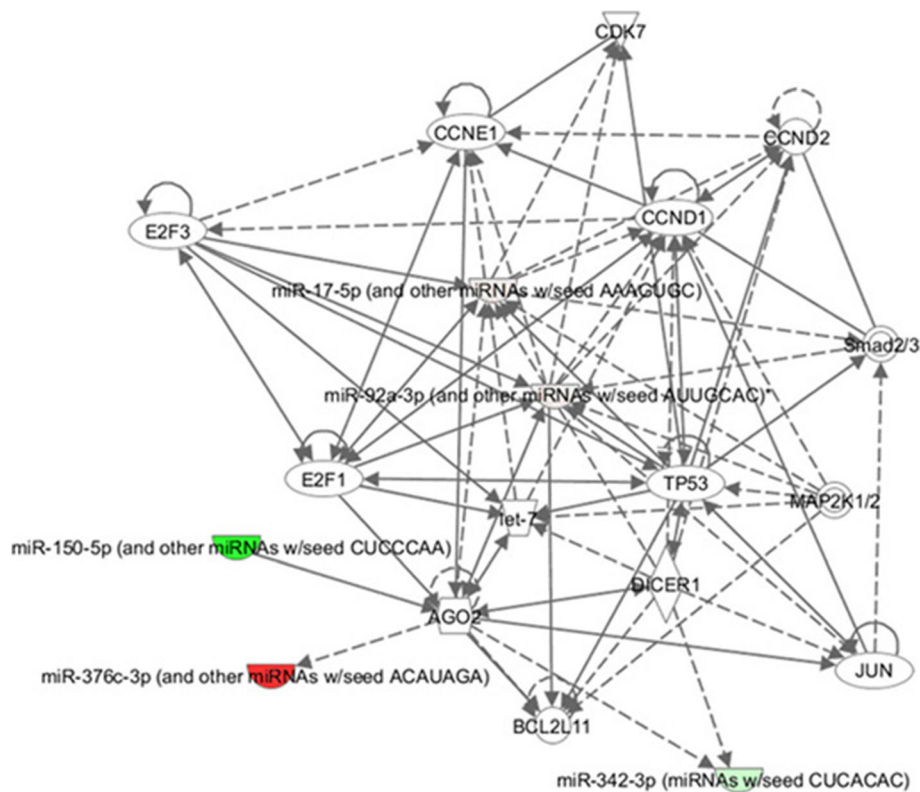 CDK7
CCNE1
CCND2
CCND1
E2F3
miR-17-5p (and other miRNAs w/seed AAAGUGC)
Smad2/3
miR-92a-3p (and other miRNAs w/seed AUUGCAC)*
E2F1
TP53
MAP2K1/2
let-7
miR-150-5p (and other miRNAs w/seed CUCCCAA)
DICER1
AGO2
miR-376c-3p (and other miRNAs w/seed ACAUAGA)
JUN
BCL2L11
miR-342-3p (miRNAs w/seed CUCACAC)